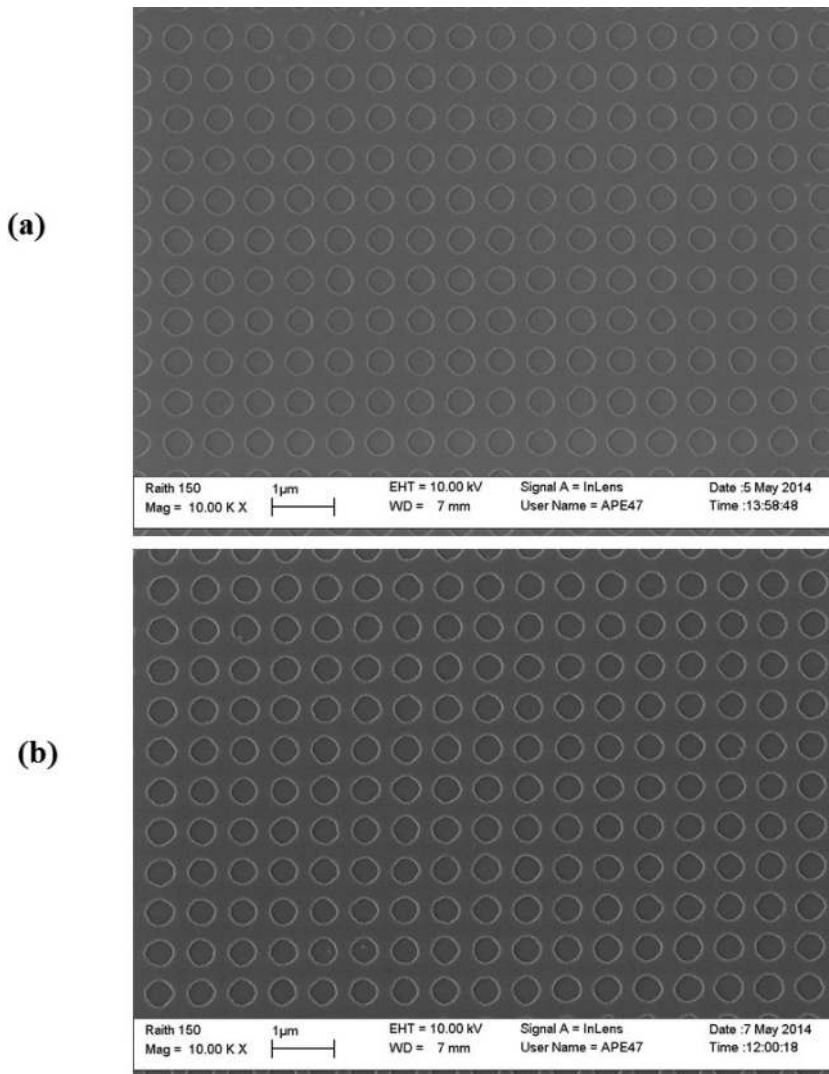 (a)
Raith 150 1µm EHT = 10.00 kV Signal A = InLens Date :5 May 2014
Mag = 10.00 K X WD = 7 mm User Name = APE47 Time :13:58:48
(b)
Raith 150 1µm EHT = 10.00 kV Signal A = InLens Date :7 May 2014
Mag = 10.00 K X WD = 7 mm User Name = APE47 Time :12:00:18